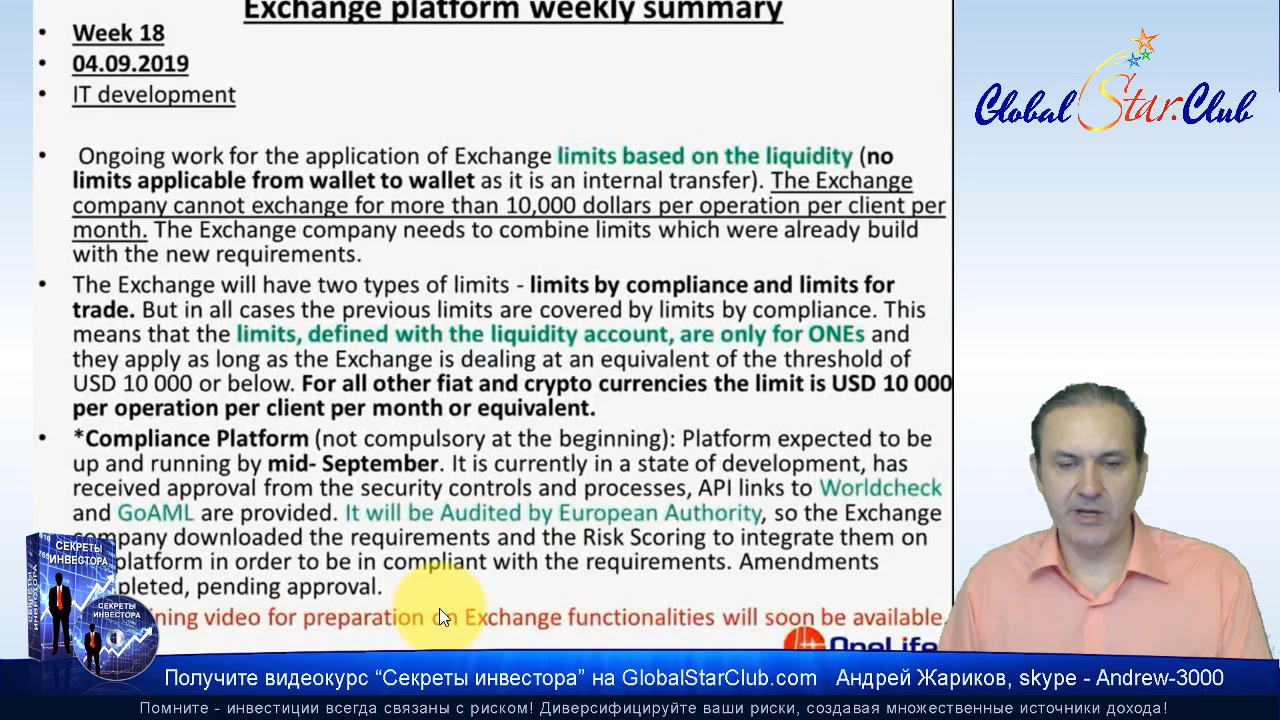 Exchange platform weekly summary
Week 18
04.09.2019
IT development
Ongoing work for the application of Exchange limits based on the liquidity (no
limits applicable from wallet to wallet as it is an internal transfer). The Exchange
company cannot exchange for more than 10,000 dollars per operation per client per
month. The Exchange company needs to combine limits which were already build
with the new requirements.
The Exchange will have two types of limits - limits by compliance and limits for
trade. But in all cases the previous limits are covered by limits by compliance. This
means that the limits, defined with the liquidity account, are only for ONEs and
they apply as long as the Exchange is dealing at an equivalent of the threshold of
USD 10 000 or below. For all other fiat and crypto currencies the limit is USD 10 000
per operation per client per month or equivalent.
*Compliance Platform (not compulsory at the beginning): Platform expected to be
up and running by mid- September. It is currently in a state of development, has
received approval from the security controls and processes, API links to Worldcheck
and GoAML are provided. It will be Audited by European Authority, so the Exchange
mpany downloaded the requirements and the Risk Scoring to integrate them on
platform in order to be in compliant with the requirements. Amendments
pleted, pending approval.
ning video for preparation on Exchange functionalities will soon be available.
OneLife
Global Star.Club
СЕКРЕТЫ
ИНВЕСТОРА
СЕКРЕТЫ
ИНВЕСТОРА
Получите видеокурс “Секреты инвестора” на GlobalStarClub.com Андрей Жариков, skype - Andrew-3000
Помните - инвестиции всегда связаны с риском! Диверсифицируйте ваши риски, создавая множественные источники дохода!